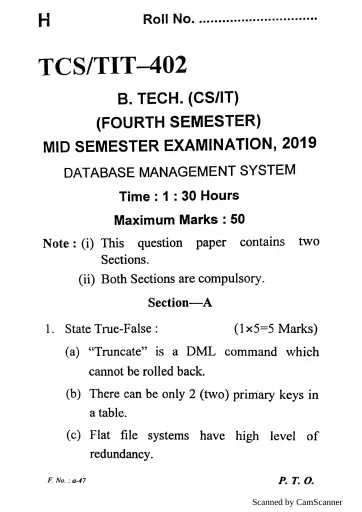 H Roll No. ..............................
TCS/TIT–402
B. TECH. (CS/IT)
(FOURTH SEMESTER)
MID SEMESTER EXAMINATION, 2019
DATABASE MANAGEMENT SYSTEM
Time : 1 : 30 Hours
Maximum Marks : 50
Note : (i) This question paper contains two
Sections.
(ii) Both Sections are compulsory.
Section—A
1. State True-False : (1×5=5 Marks)
(a) “Truncate” is a DML command which
cannot be rolled back.
(b) There can be only 2 (two) primary keys in
a table.
(c) Flat file systems have high level of
redundancy.
F. No. : a-47 P. T. O.
Scanned by CamScanner